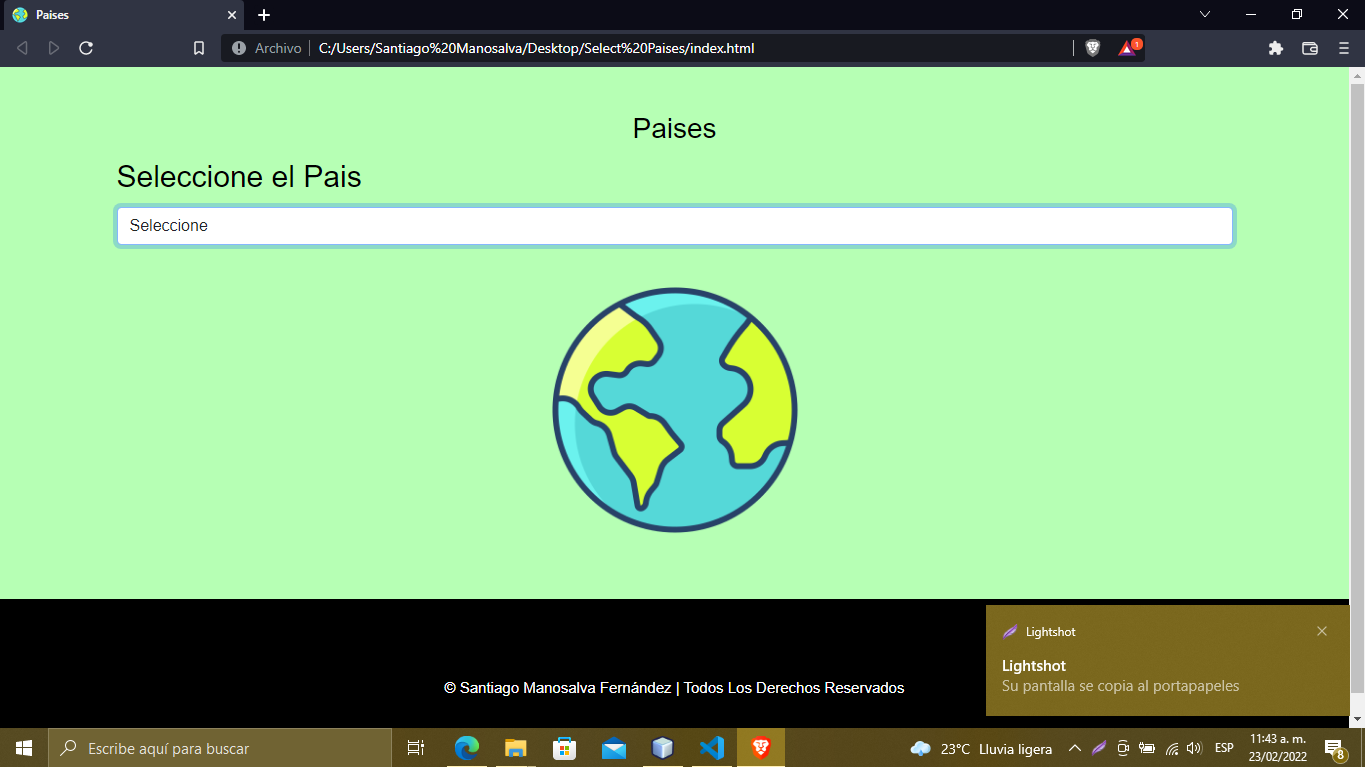 Paises
Archivo
C:/Users/Santiago%20Manosalva/Desktop/Select%20Paises/index.html
1
Paises
Seleccione el Pais
Seleccione
© Santiago Manosalva Fernández | Todos Los Derechos Reservados
Lightshot
Lightshot
Su pantalla se copia al portapapeles
Escribe aquí para buscar
23°C Lluvia ligera
ESP
11:43 a. m.
23/02/2022
8